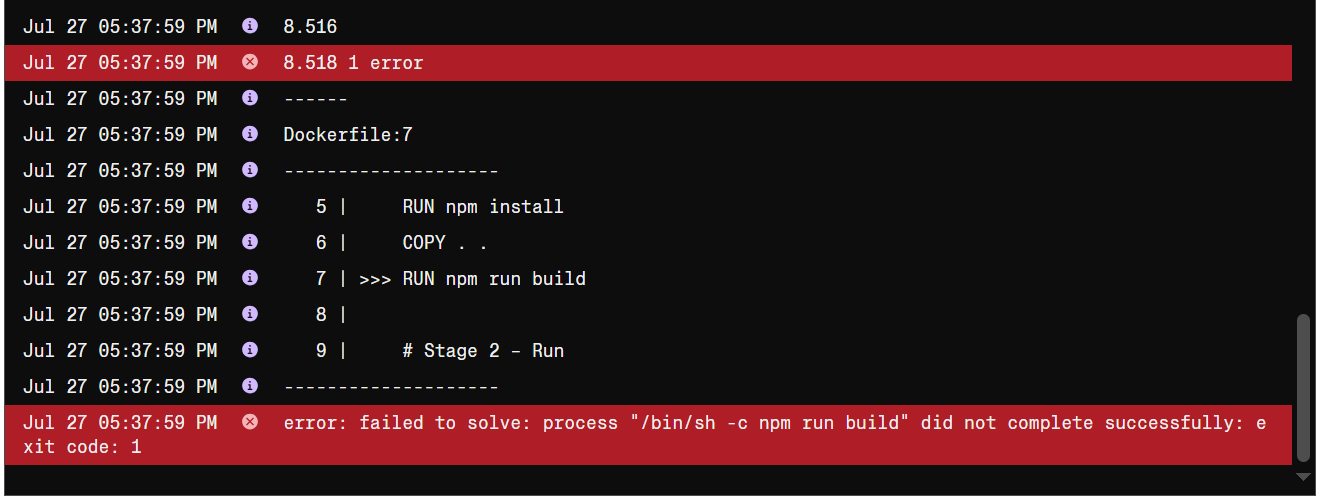 Jul 27 05:37:59 PM 8.516
Jul 27 05:37:59 PM 8.518 1 error
Jul 27 05:37:59 PM ------
Jul 27 05:37:59 PM Dockerfile:7
Jul 27 05:37:59 PM --------------------
Jul 27 05:37:59 PM 5 | RUN npm install
Jul 27 05:37:59 PM 6 | COPY . .
Jul 27 05:37:59 PM 7 | >>> RUN npm run build
Jul 27 05:37:59 PM 8 |
Jul 27 05:37:59 PM 9 | # Stage 2 – Run
Jul 27 05:37:59 PM --------------------
Jul 27 05:37:59 PM error: failed to solve: process "/bin/sh -c npm run build" did not complete successfully: e
xit code: 1